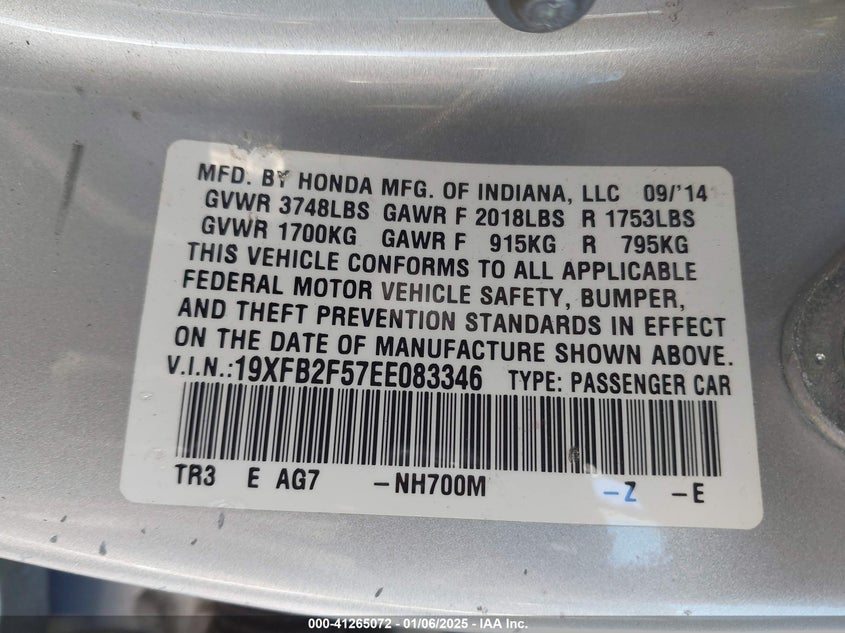 MFD. BY HONDA MFG. OF INDIANA, LLC 09/'14
GVWR 3748LBS GAWR F 2018LBS R 1753LBS
GVWR 1700KG GAWR F 915KG R 795KG
THIS VEHICLE CONFORMS TO ALL APPLICABLE
FEDERAL MOTOR VEHICLE SAFETY, BUMPER,
AND THEFT PREVENTION STANDARDS IN EFFECT
ON THE DATE OF MANUFACTURE SHOWN ABOVE.
V.I.N.:19XFB2F57EE083346 TYPE: PASSENGER CAR
TR3 E AG7 -NH700M -Z -E
000-41265072 - 01/06/2025 - IAA Inc.